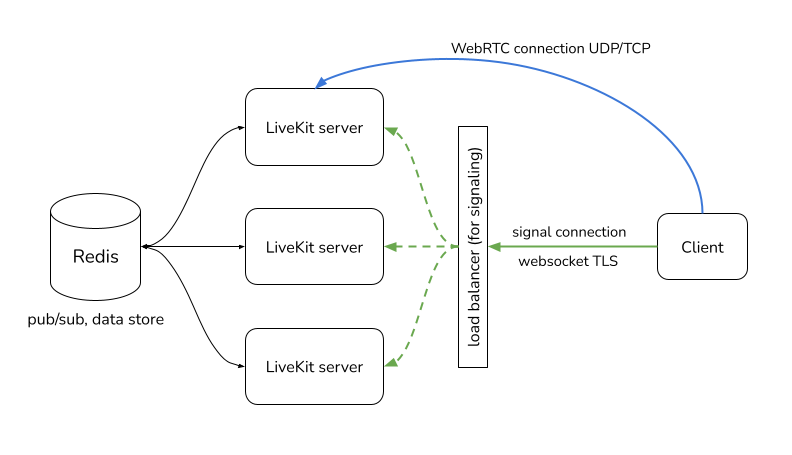 WebRTC connection UDP/TCP
LiveKit server
LiveKit server
LiveKit server
Redis
pub/sub, data store
load balancer (for signaling)
signal connection
websocket TLS
Client